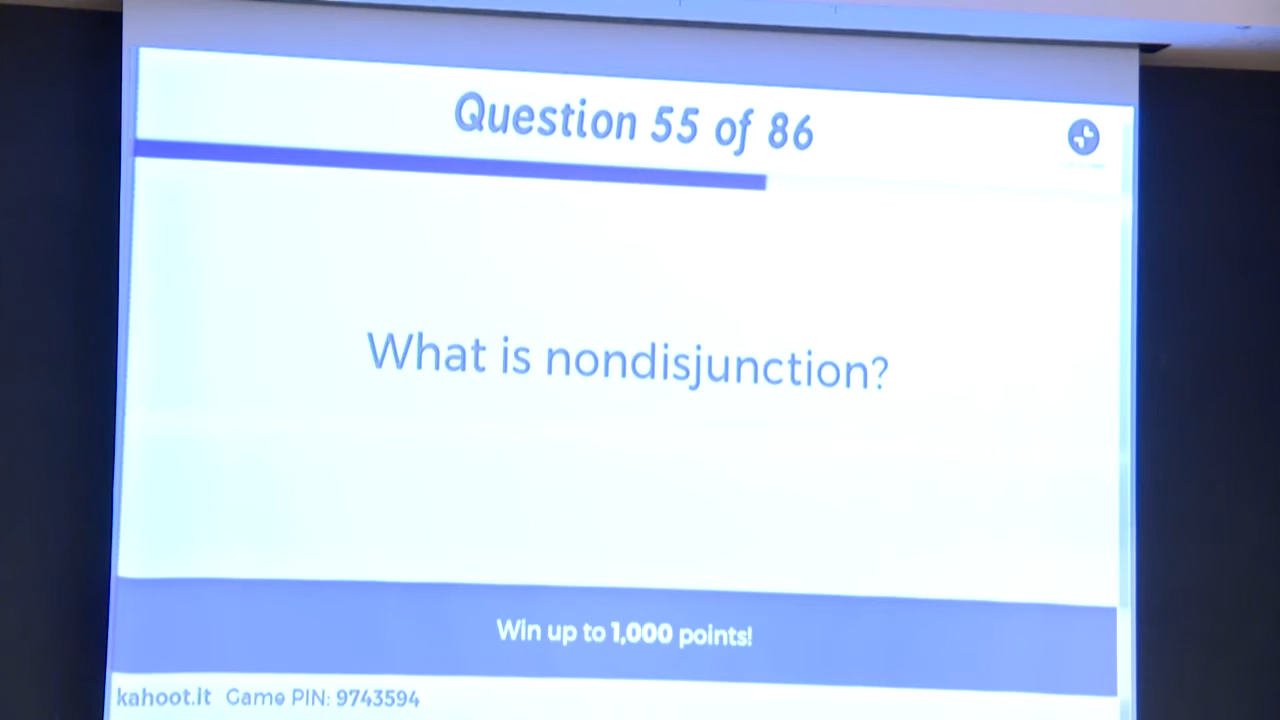 Question 55 of 86
What is nondisjunction?
Win up to 1,000 points!
kahoot.it Game PIN: 9743594